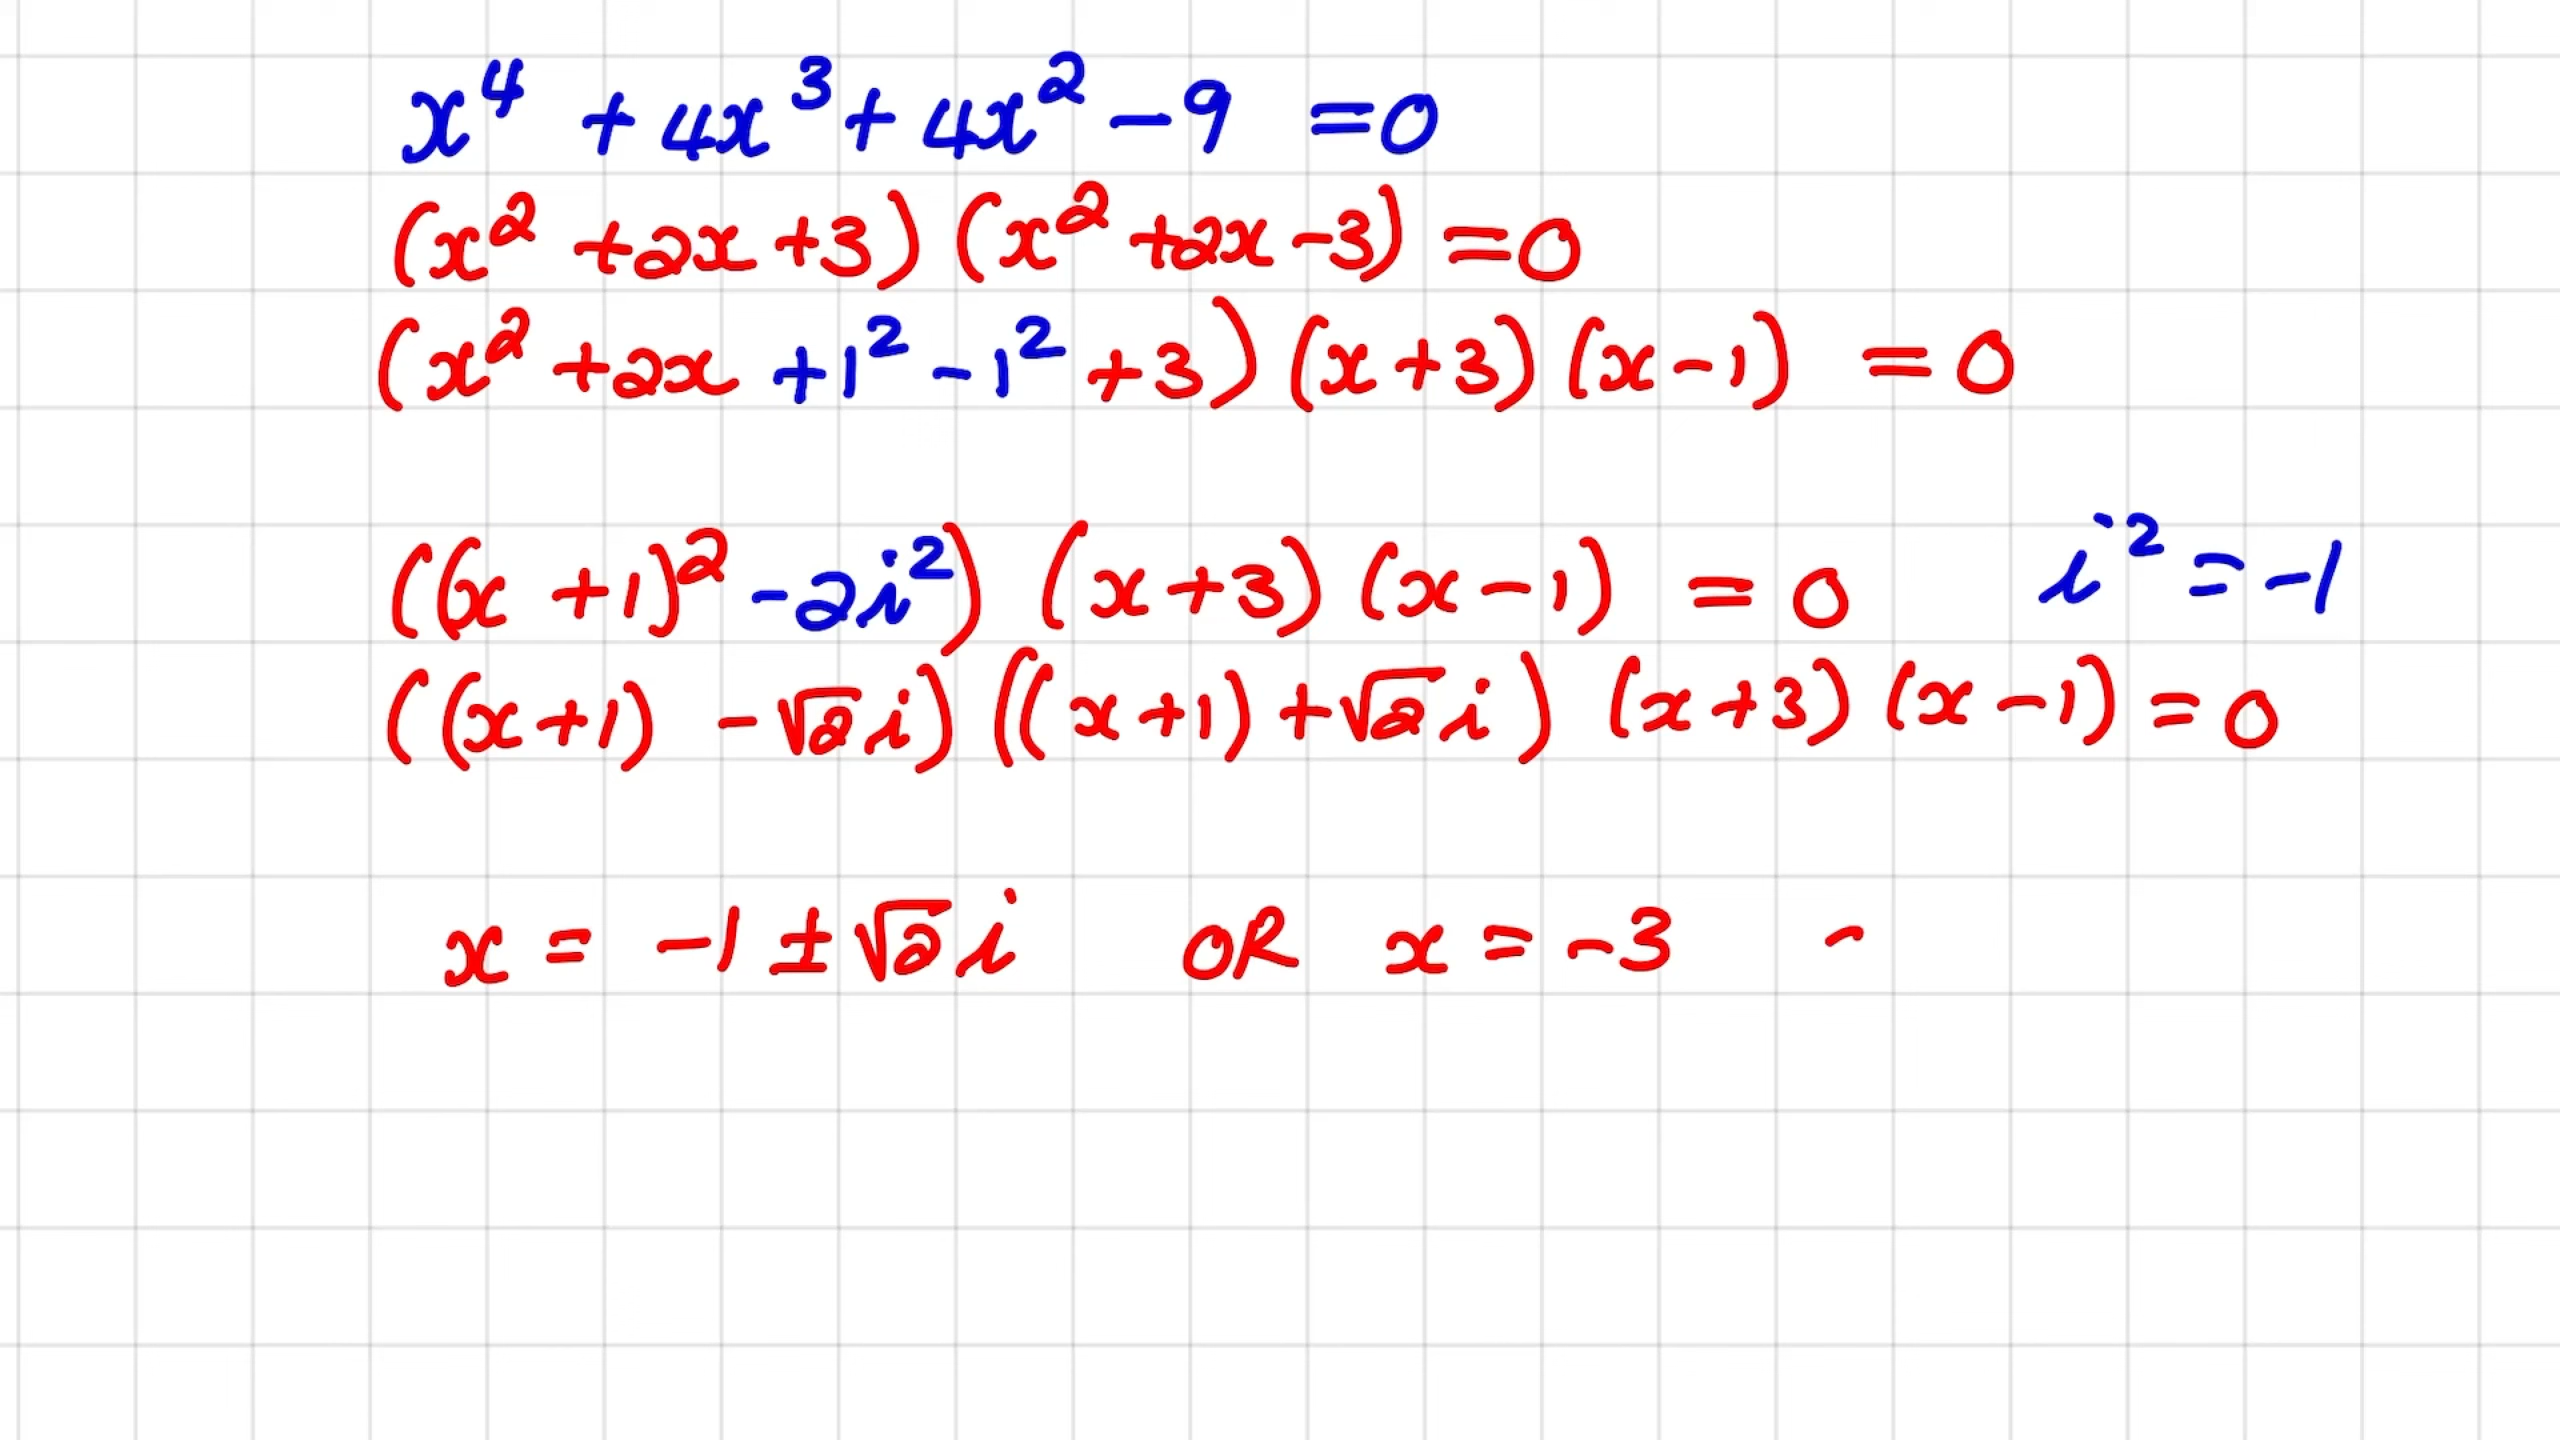 x⁴ + 4x³ + 4x² - 9 = 0
(x² + 2x + 3) (x² + 2x - 3) = 0
(x² + 2x + 1² - 1² + 3) (x + 3) (x - 1) = 0
((x + 1)² - 2i²) (x + 3) (x - 1) = 0 i² = -1
((x + 1) - √2 i) ((x + 1) + √2 i) (x + 3) (x - 1) = 0
x = -1 ± √2 i OR x = -3